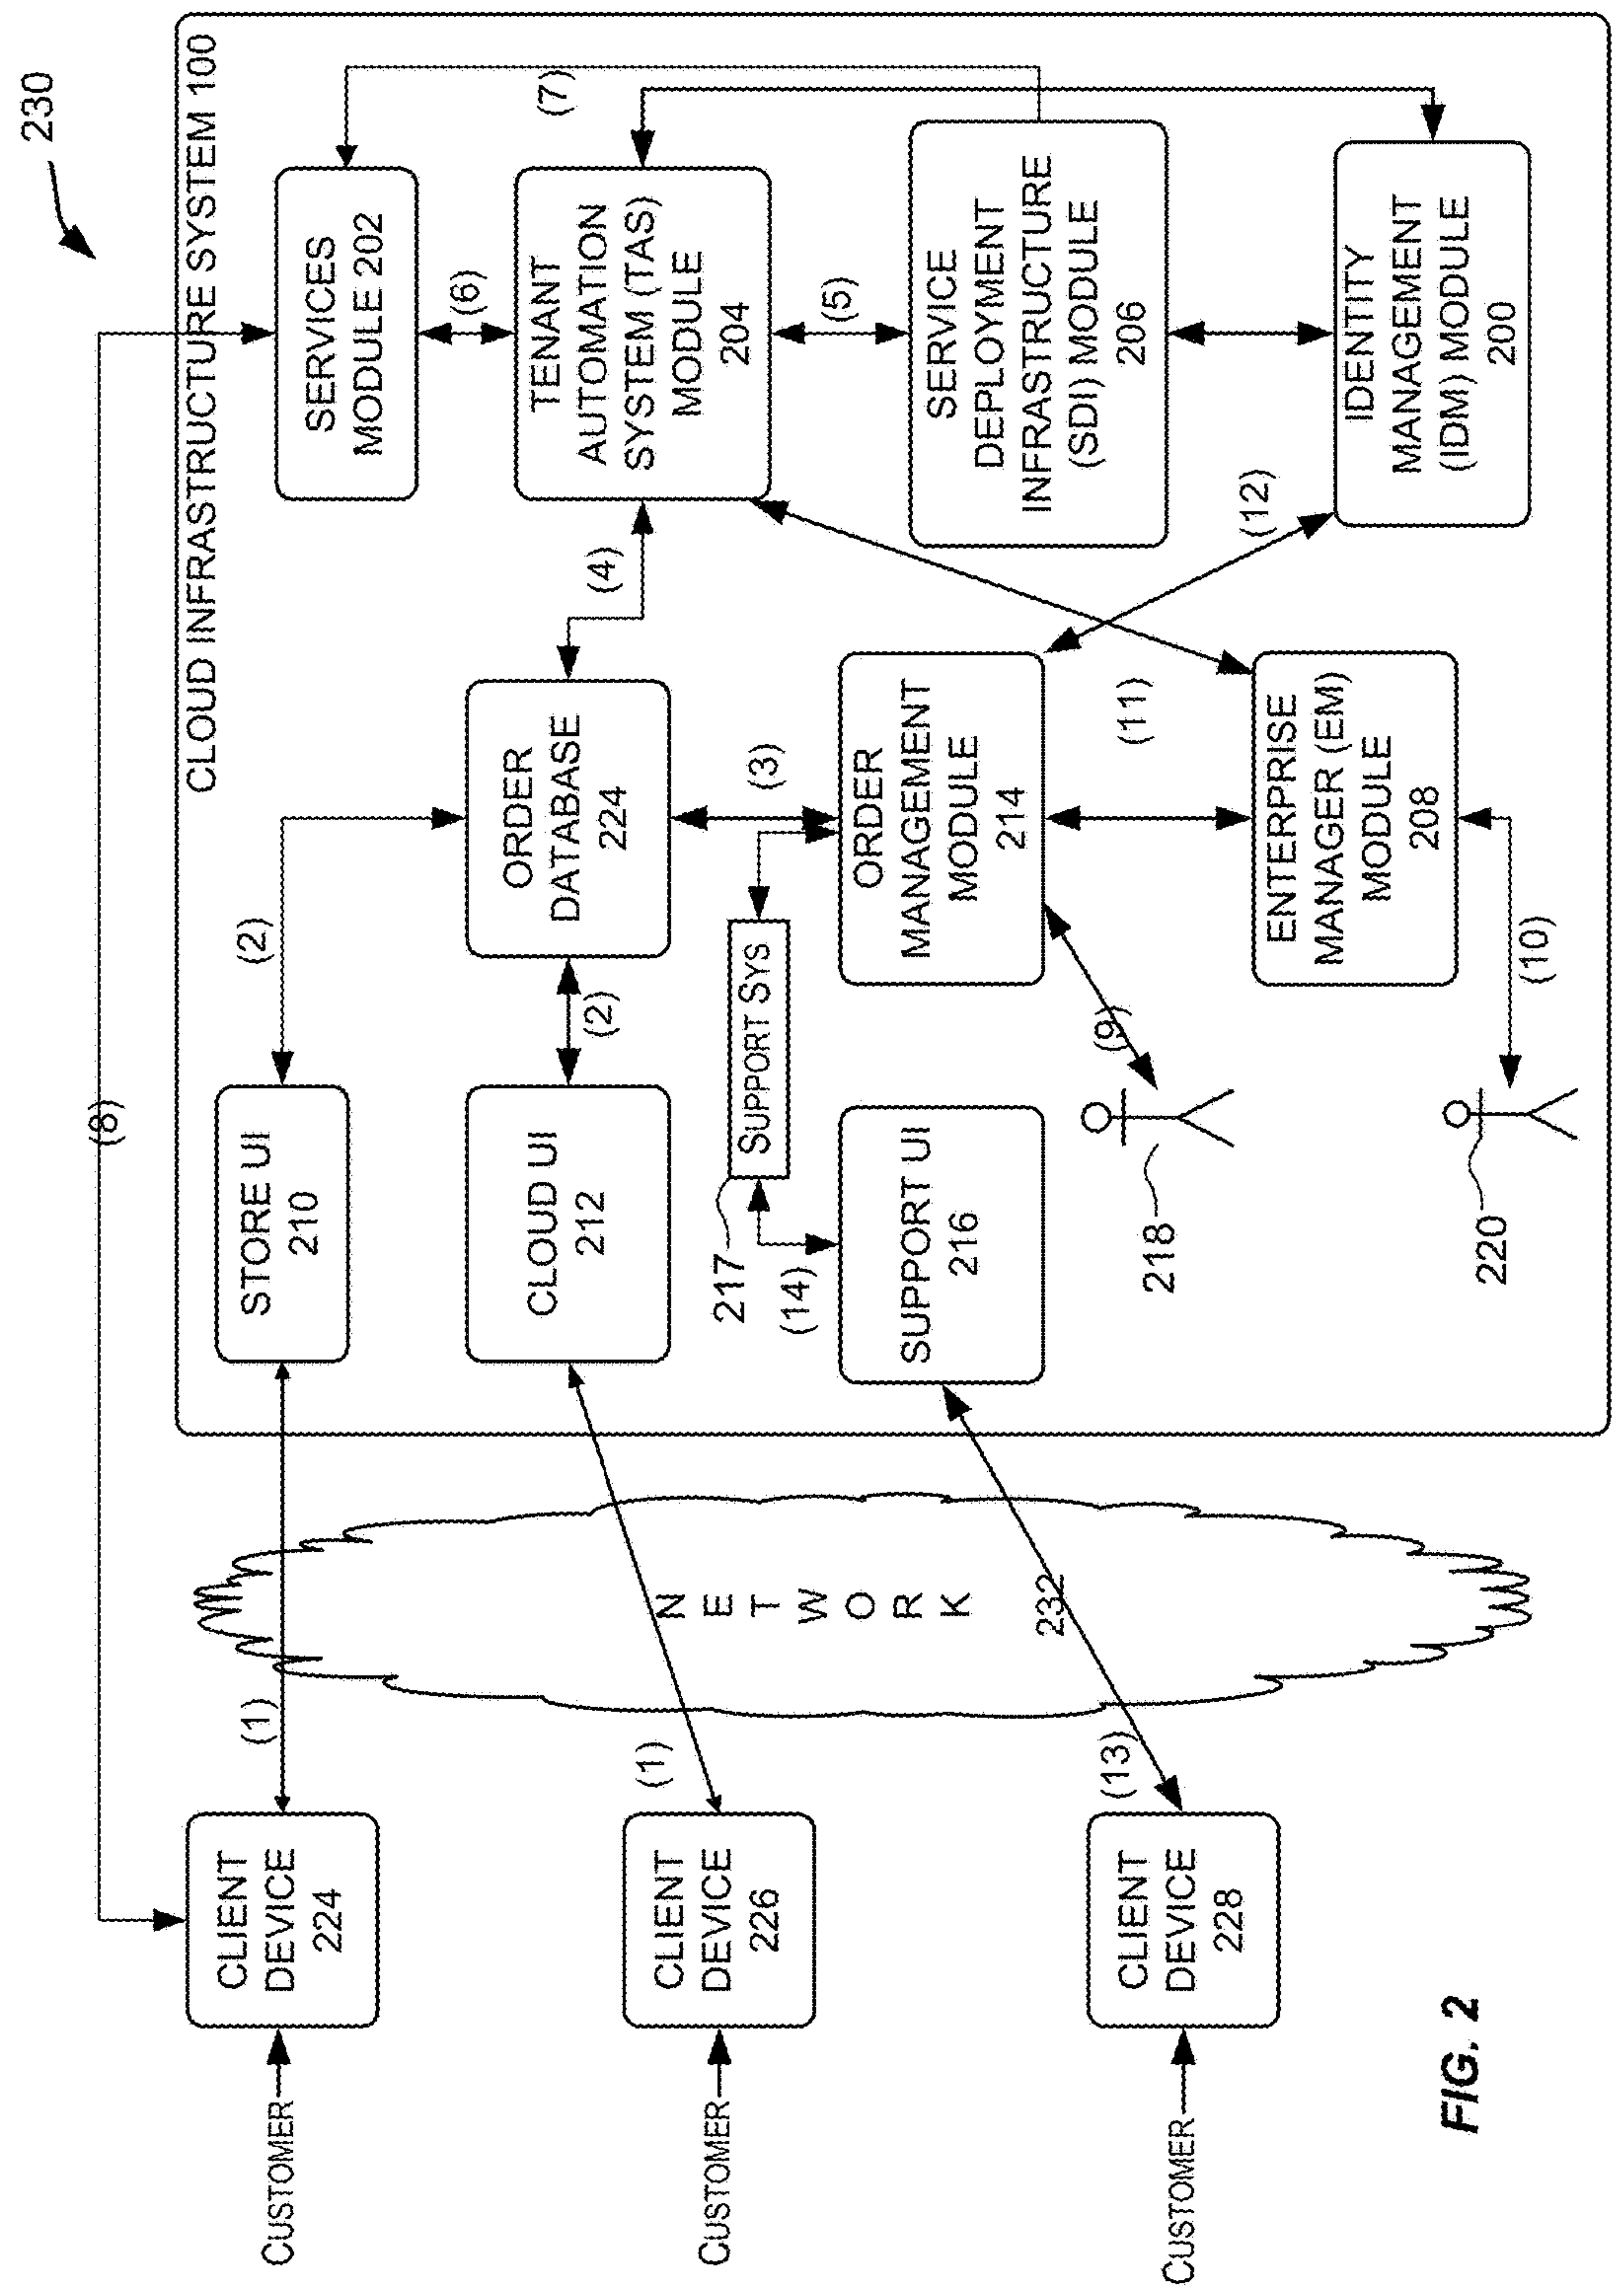 230
CLOUD INFRASTRUCTURE SYSTEM 100
(8)
CUSTOMER
CLIENT
DEVICE
224
(1)
STORE UI
210
(2)
SERVICES
MODULE 202
(7)
(6)
CUSTOMER
CLIENT
DEVICE
226
(1)
CLOUD UI
212
(2)
ORDER
DATABASE
224
(4)
TENANT
AUTOMATION
SYSTEM (TAS)
MODULE
204
NETWORK
232
217
SUPPORT SYS
(14)
(3)
(5)
CUSTOMER
CLIENT
DEVICE
228
(13)
SUPPORT UI
216
ORDER
MANAGEMENT
MODULE
214
SERVICE
DEPLOYMENT
INFRASTRUCTURE
(SDI) MODULE
206
218
(9)
(11)
(12)
220
(10)
ENTERPRISE
MANAGER (EM)
MODULE
208
IDENTITY
MANAGEMENT
(IDM) MODULE
200
FIG. 2